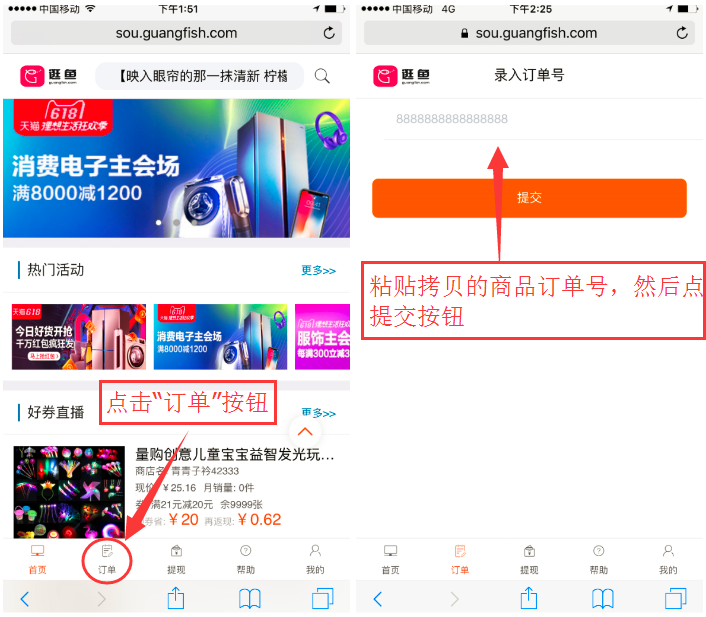 中国移动
下午1:51
sou.guangfish.com
逛鱼
guangfish.com
【映入眼帘的那一抹清新 柠檬
618
天猫 理想生活狂欢季
消费电子主会场
满8000减1200
热门活动
更多>>
天猫618
今日好货开抢
千万红包疯狂发
马上抢红包
618
天猫 理想生活狂欢季
消费电子主会场
满8000减1200
服饰主会
每满300立减3
好券直播
更多>>
点击“订单”按钮
量购创意儿童宝宝益智发光玩…
商店名: 青青子衿42333
现价: ¥25.16 月销量: 0件
券: 满21元减20元 余9999张
券省: ¥20 再返现: ¥0.62
首页
订单
提现
帮助
我的
中国移动 4G
下午2:25
sou.guangfish.com
逛鱼
guangfish.com
录入订单号
8888888888888888
提交
粘贴拷贝的商品订单号，然后点
提交按钮
首页
订单
提现
帮助
我的